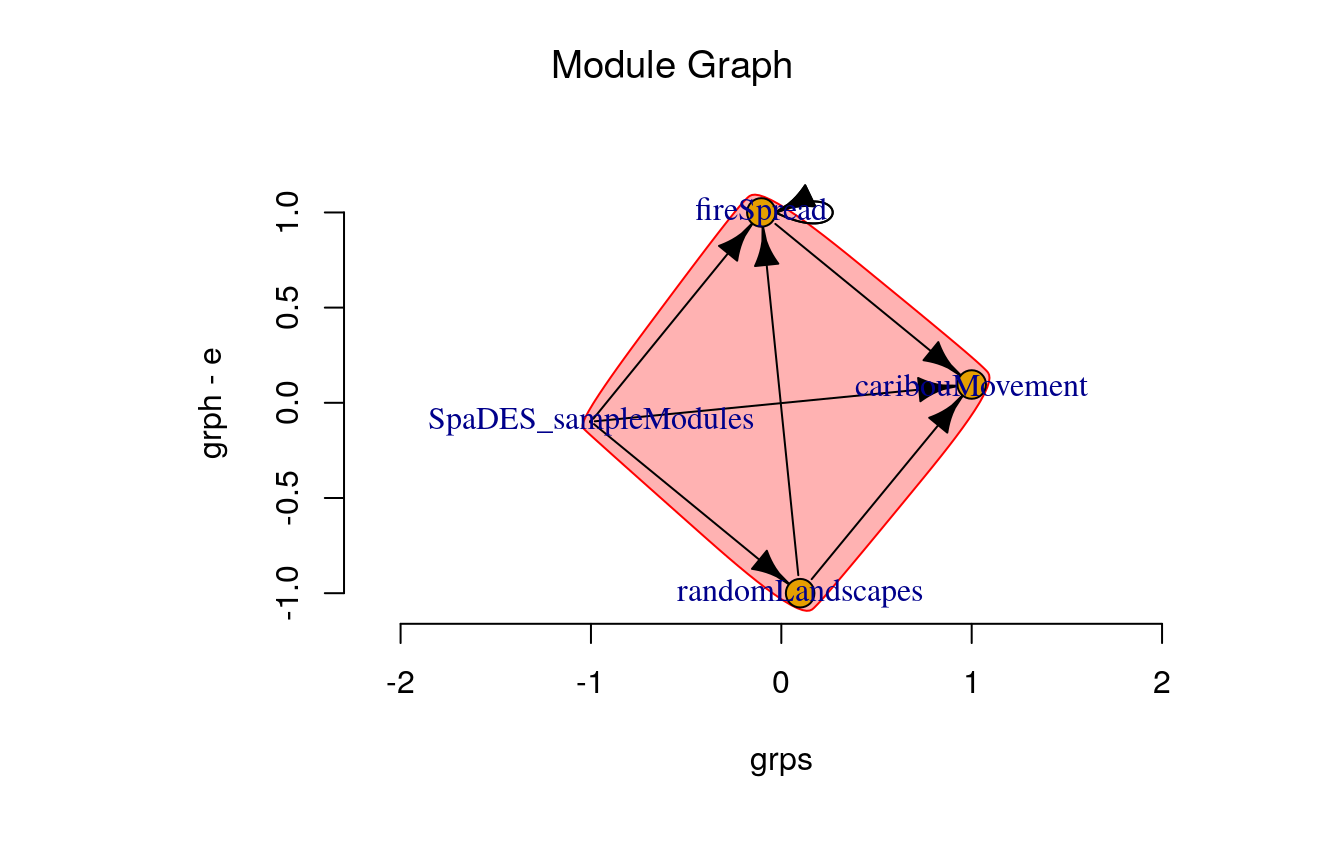 Module Graph
grph - e
1.0
0.5
0.0
-0.5
-1.0
fireSpread
caribouMovement
SpaDES_sampleModules
randomLandscapes
-2 -1 0 1 2
grps